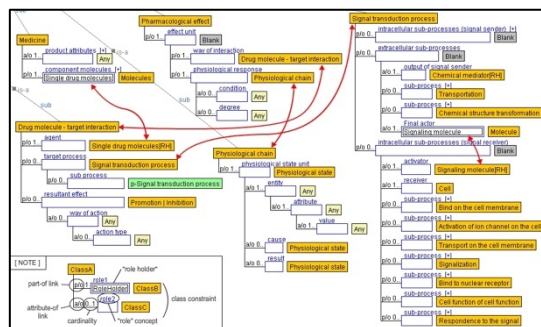 Medicine
product attributes [+]
p/o 1..
Any
component molecules [+]
a/o 1..
Single drug molecules
Molecules
is-a
is-a
sub
Pharmacological effect
effect unit
p/o 1..
Blank
way of interaction
p/o 0..
Drug molecule - target interaction
physiological response
p/o 1..
Physiological chain
condition
a/o 0..
Any
degree
a/o 0..
Any
Signal transduction process
intracellular sub-processes (signal sender) [+]
p/o 0..
Blank
extracellular sub-processes
p/o 0..
Blank
output of signal sender
a/o 1..
Chemical mediator[RH]
sub-process [+]
p/o 0..
Transportation
sub-process [+]
p/o 0..
Chemical structure transformation
Final actor
a/o 1..
Signaling molecule
Molecule
intracellular sub-processes (signal receiver)
p/o 0..
Blank
activator
a/o 1..
Signaling molecule[RH]
receiver
a/o 1..
Cell
sub-process [+]
p/o 0..
Bind on the cell membrane
sub-process [+]
p/o 0..
Activation of ion channel on the cell
sub-process [+]
p/o 0..
Transport on the cell membrane
sub-process [+]
p/o 0..
Signalization
sub-process [+]
p/o 0..
Bind to nuclear receptor
sub-process [+]
p/o 0..
Cell function of cell function
sub-process [+]
p/o 0..
Respondence to the signal
Drug molecule - target interaction
agent
p/o 1..
Single drug molecules[RH]
target process
p/o 1..
Signal transduction process
sub process
p/o 1..
p-Signal transduction process
resultant effect
p/o 1..
Promotion | Inhibition
way of action
a/o 0..
Any
action type
a/o 0..
Any
sub
Physiological chain
physiological state unit
p/o 1..
Physiological state
entity
a/o 1..
Any
attribute
a/o 1..
Any
value
a/o 1..
Any
cause
p/o 0..
Physiological state
result
p/o 0..
Physiological state
[ NOTE ]
ClassA
"role holder"
part-of link
p/o 1
role1
RoleHolder
ClassB
class constraint
a/o 0..1
role2
ClassC
attribute-of link
cardinality
"role" concept